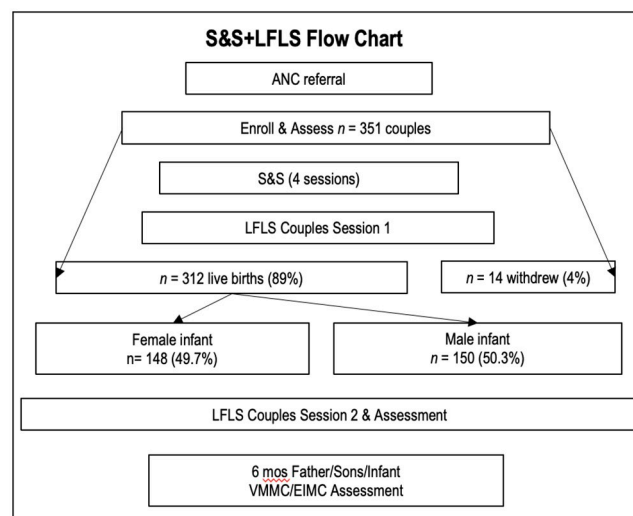 S&S+LFLS Flow Chart
ANC referral
Enroll & Assess n = 351 couples
S&S (4 sessions)
LFLS Couples Session 1
n = 312 live births (89%)
n = 14 withdrew (4%)
Female infant
n= 148 (49.7%)
Male infant
n = 150 (50.3%)
LFLS Couples Session 2 & Assessment
6 mos Father/Sons/Infant
VMMC/EIMC Assessment